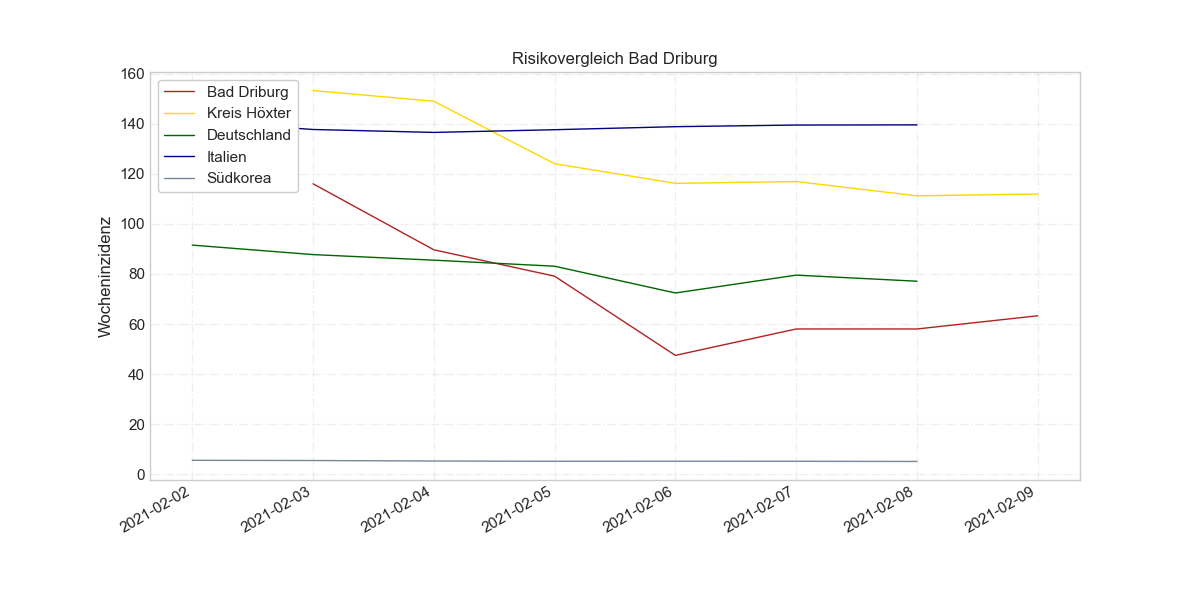 Risikovergleich Bad Driburg
Wocheninzidenz
160
140
120
100
80
60
40
20
0
Bad Driburg
Kreis Höxter
Deutschland
Italien
Südkorea
2021-02-02
2021-02-03
2021-02-04
2021-02-05
2021-02-06
2021-02-07
2021-02-08
2021-02-09